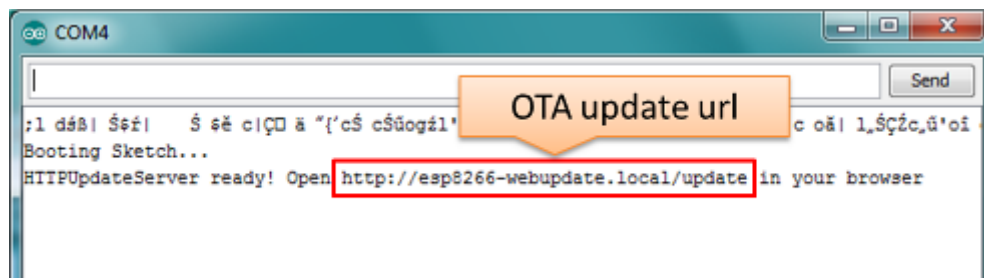 COM4
Send
OTA update url
Booting Sketch...
HTTPUpdateServer ready! Open http://esp8266-webupdate.local/update in your browser